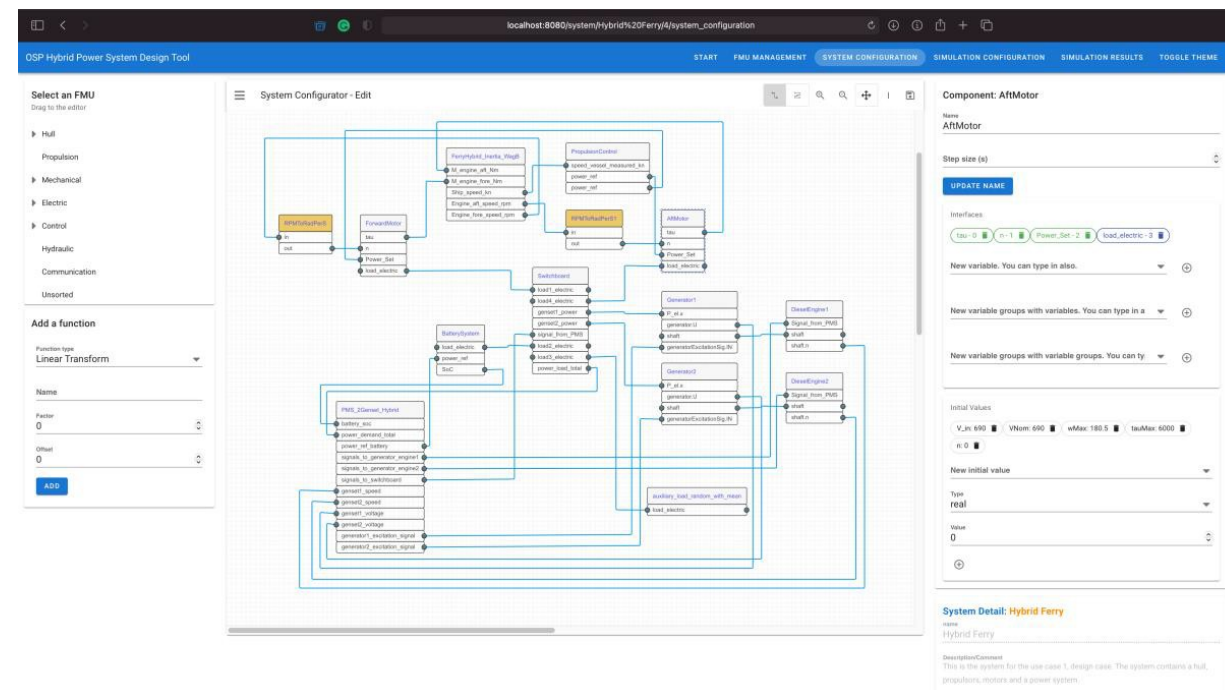 localhost:8080/system/Hybrid%20Ferry/4/system_configuration
OSP Hybrid Power System Design Tool
START FMU MANAGEMENT SYSTEM CONFIGURATION SIMULATION CONFIGURATION SIMULATION RESULTS TOGGLE THEME
Select an FMU
Drag to the editor
Hull
Propulsion
Mechanical
Electric
Control
Hydraulic
Communication
Unsorted
Add a function
Function type
Linear Transform
Name
Factor
0
Offset
0
ADD
System Configurator - Edit
FerryHybrid_Inertia_WagB
M_engine_aft_Nm
M_engine_fore_Nm
Ship_speed_kn
Engine_aft_speed_rpm
Engine_fore_speed_rpm
PropulsionControl
speed_vessel_measured_kn
power_ref
power_ref
RPMToRadPerS
in
out
ForwardMotor
tau
n
Power_Set
load_electric
RPMToRadPerS1
in
out
AftMotor
tau
n
Power_Set
load_electric
Switchboard
load1_electric
load4_electric
genset1_power
genset2_power
signal_from_PMS
load2_electric
load3_electric
power_load_total
BatterySystem
load_electric
power_ref
SoC
Generator1
P_el.x
generator.U
shaft
generatorExcitationSig.IN
Generator2
P_el.x
generator.U
shaft
generatorExcitationSig.IN
DieselEngine1
Signal_from_PMS
shaft
shaft.n
DieselEngine2
Signal_from_PMS
shaft
shaft.n
PMS_2Genset_Hybrid
battery_soc
power_demand_total
power_ref_battery
signals_to_generator_engine1
signals_to_generator_engine2
signals_to_switchboard
genset1_speed
genset2_speed
genset1_voltage
genset2_voltage
generator1_excitation_signal
generator2_excitation_signal
auxiliary_load_random_with_mean
load_electric
Component: AftMotor
Name
AftMotor
Step size (s)
UPDATE NAME
Interfaces
tau - 0 n - 1 Power_Set - 2 load_electric - 3
New variable. You can type in also.
New variable groups with variables. You can type in a
New variable groups with variable groups. You can ty
Initial Values
V_in: 690 VNom: 690 wMax: 180.5 tauMax: 6000
n: 0
New initial value
Type
real
Value
0
System Detail: Hybrid Ferry
name
Hybrid Ferry
Description/Comment
This is the system for the use case 1, design case. The system contains a hull,
propulsors, motors and a power system